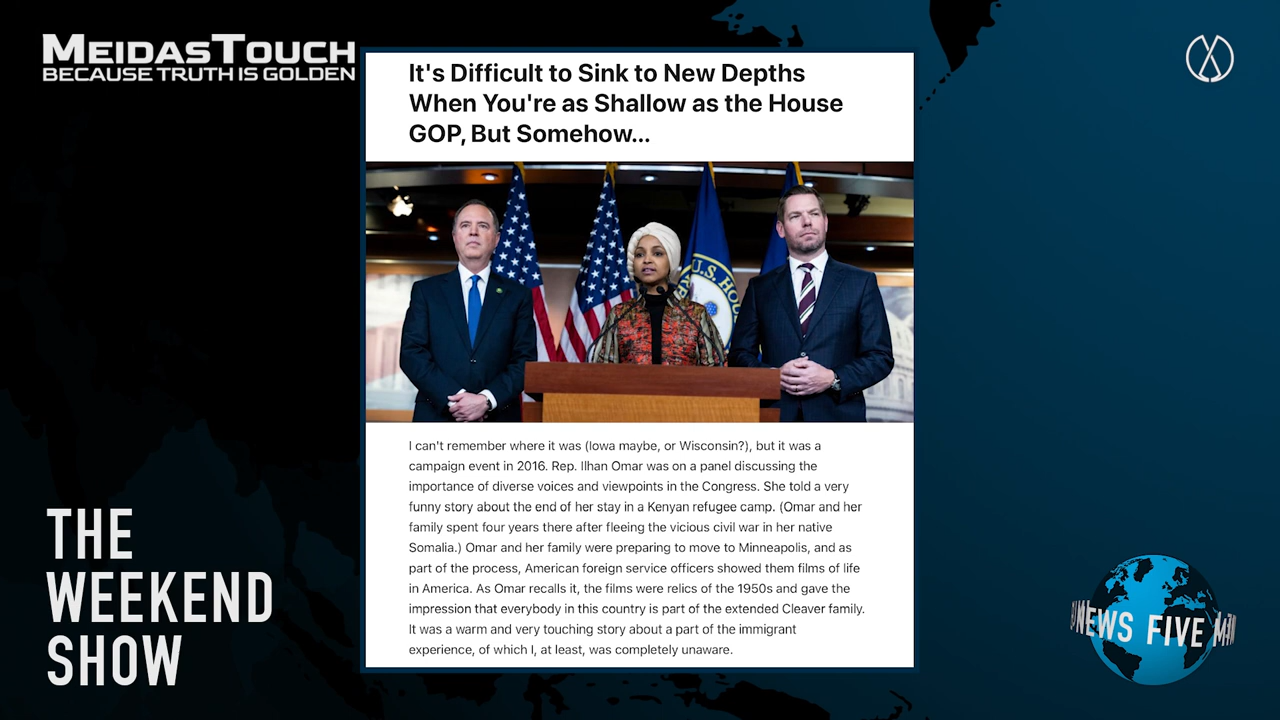 MEIDASTOUCH
BECAUSE TRUTH IS GOLDEN
It's Difficult to Sink to New Depths
When You're as Shallow as the House
GOP, But Somehow...
U.S. HOU
I can't remember where it was (Iowa maybe, or Wisconsin?), but it was a
campaign event in 2016. Rep. Ilhan Omar was on a panel discussing the
importance of diverse voices and viewpoints in the Congress. She told a very
funny story about the end of her stay in a Kenyan refugee camp. (Omar and her
family spent four years there after fleeing the vicious civil war in her native
Somalia.) Omar and her family were preparing to move to Minneapolis, and as
part of the process, American foreign service officers showed them films of life
in America. As Omar recalls it, the films were relics of the 1950s and gave the
impression that everybody in this country is part of the extended Cleaver family.
It was a warm and very touching story about a part of the immigrant
experience, of which I, at least, was completely unaware.
THE
WEEKEND
SHOW
NEWS FIVE